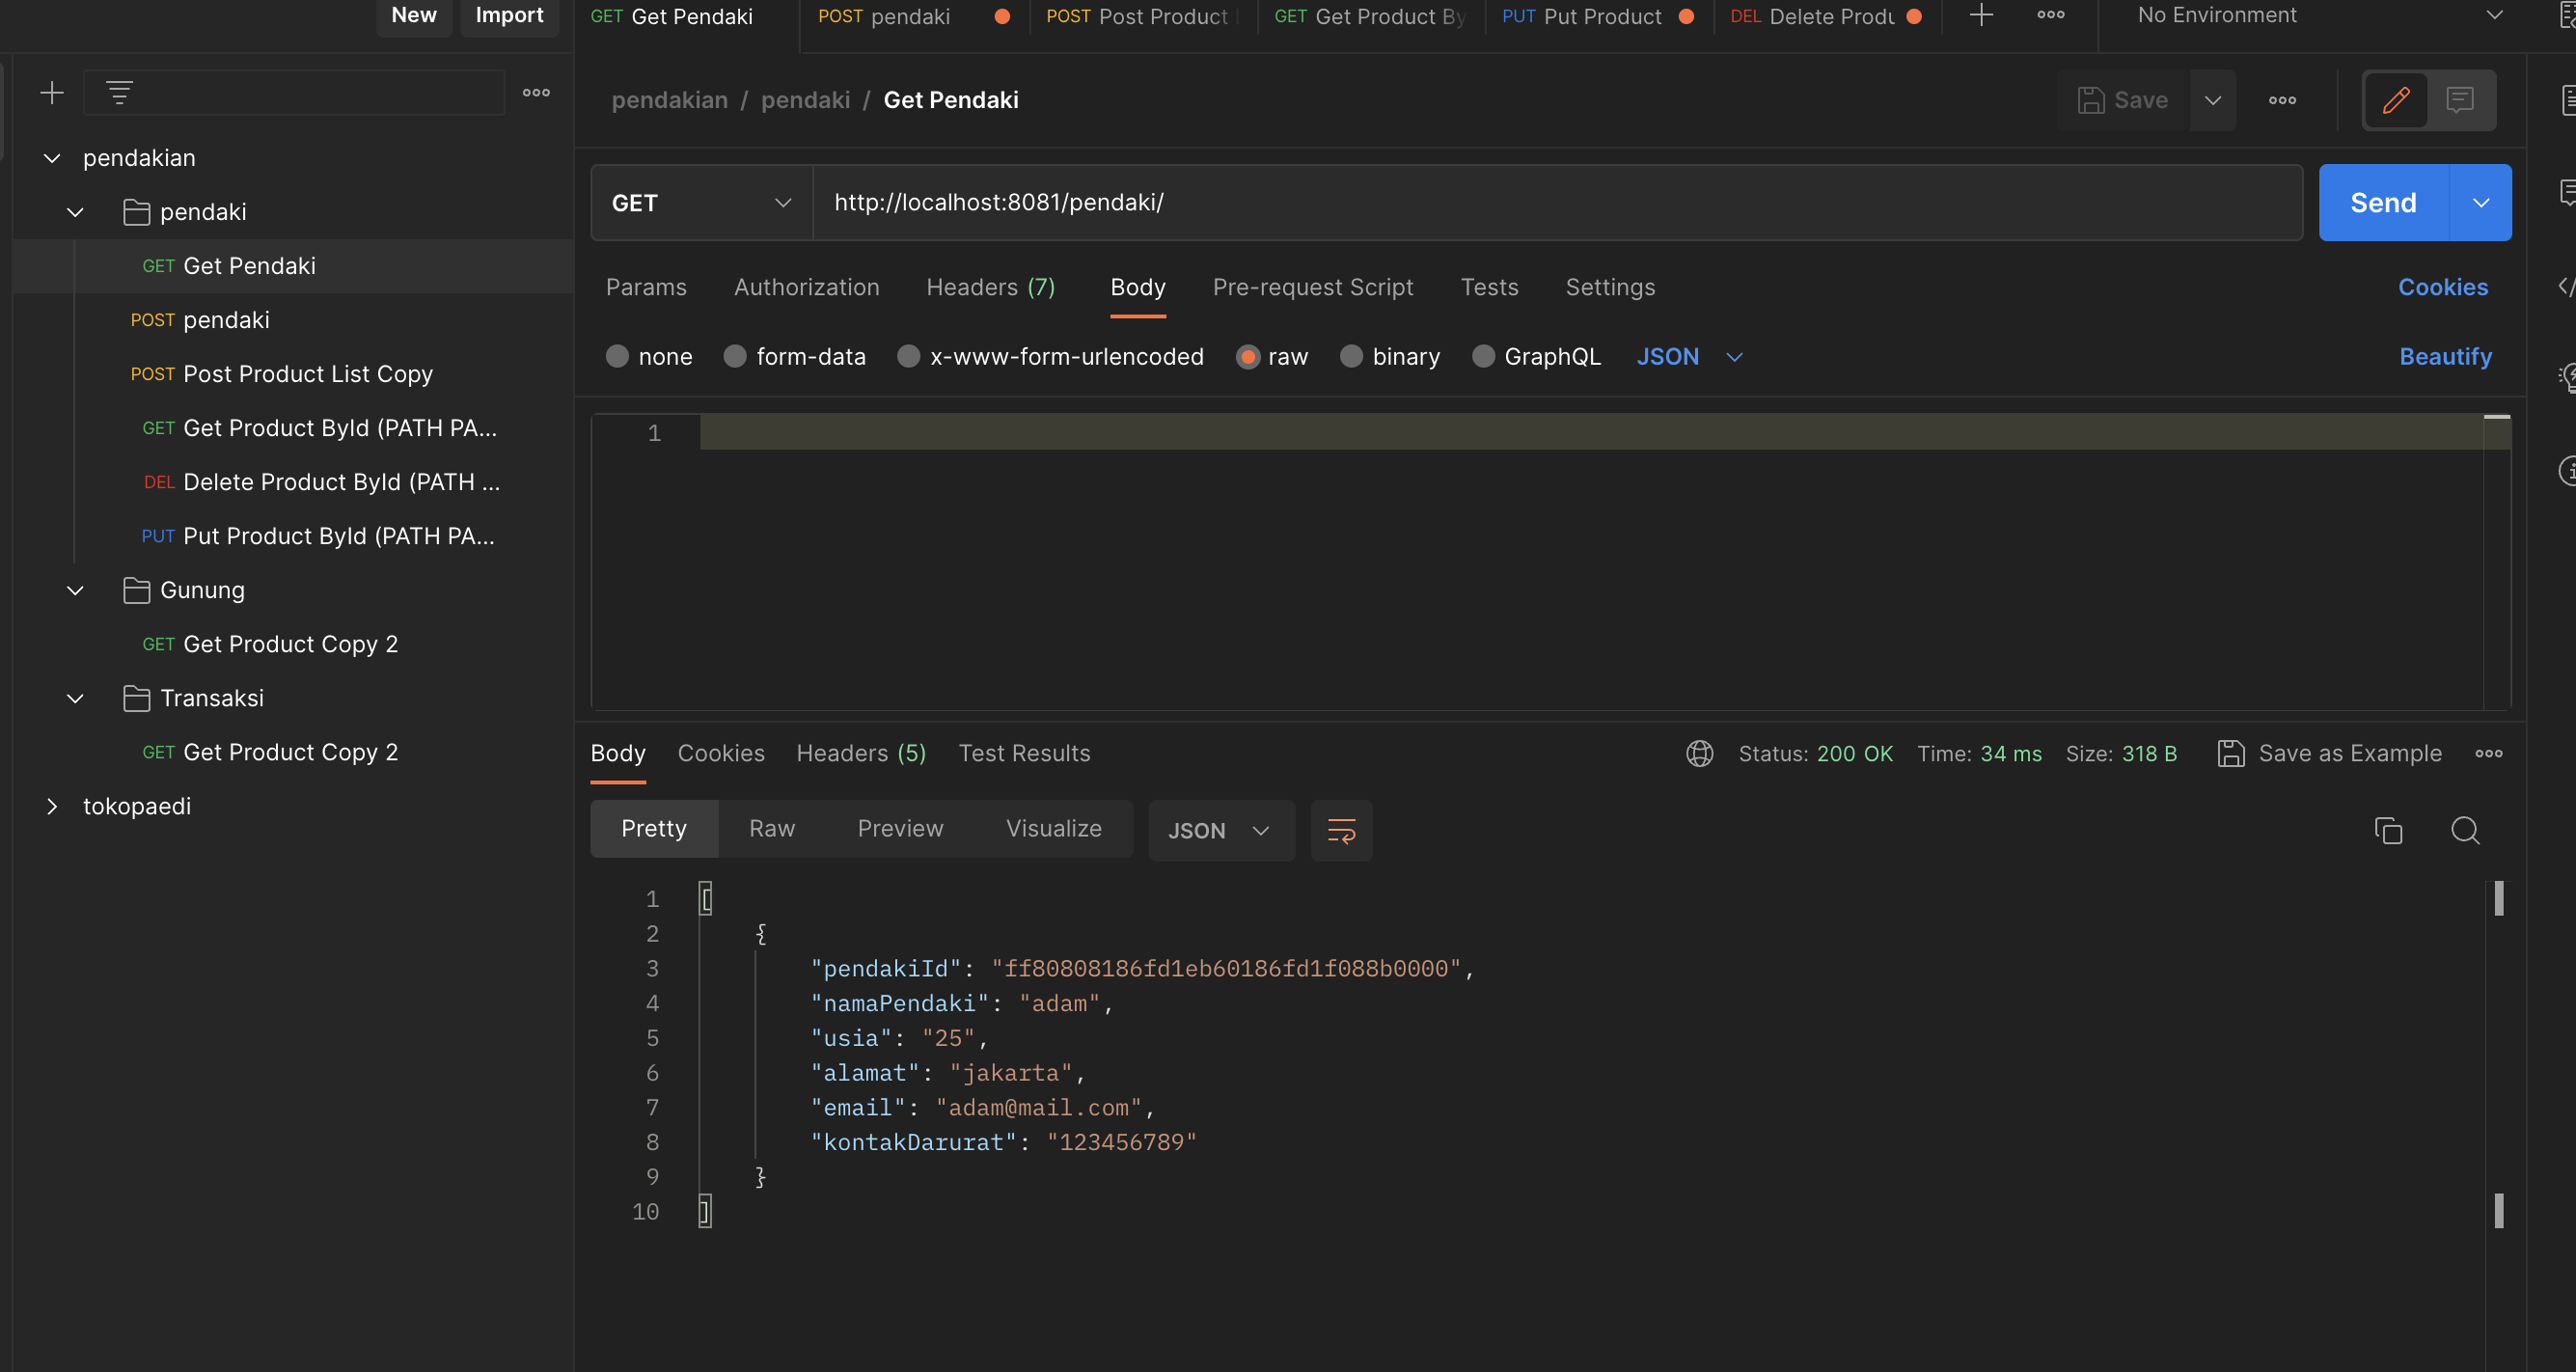 New Import
GET Get Pendaki POST pendaki POST Post Product GET Get Product By PUT Put Product DEL Delete Produ No Environment
pendakian / pendaki / Get Pendaki Save
pendakian
pendaki
GET Get Pendaki
POST pendaki
POST Post Product List Copy
GET Get Product ById (PATH PA...
DEL Delete Product ById (PATH ...
PUT Put Product ById (PATH PA...
Gunung
GET Get Product Copy 2
Transaksi
GET Get Product Copy 2
tokopaedi
GET http://localhost:8081/pendaki/ Send
Params Authorization Headers (7) Body Pre-request Script Tests Settings Cookies
none form-data x-www-form-urlencoded raw binary GraphQL JSON Beautify
1
Body Cookies Headers (5) Test Results Status: 200 OK Time: 34 ms Size: 318 B Save as Example
Pretty Raw Preview Visualize JSON
1 [
2 {
3 "pendakiId": "ff80808186fd1eb60186fd1f088b0000",
4 "namaPendaki": "adam",
5 "usia": "25",
6 "alamat": "jakarta",
7 "email": "adam@mail.com",
8 "kontakDarurat": "123456789"
9 }
10 ]